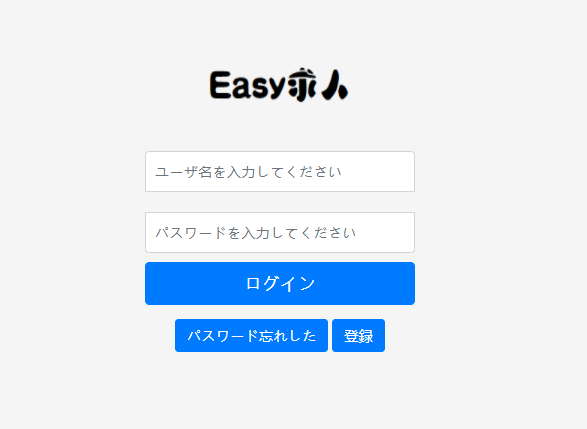 Easy求人
ユーザ名を入力してください
パスワードを入力してください
ログイン
パスワード忘れした 登録